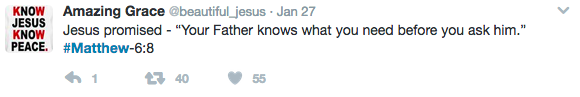 KNOW
JESUS
KNOW
PEACE.
Amazing Grace @beautiful_jesus · Jan 27
Jesus promised - “Your Father knows what you need before you ask him.”
#Matthew-6:8
1 40 55